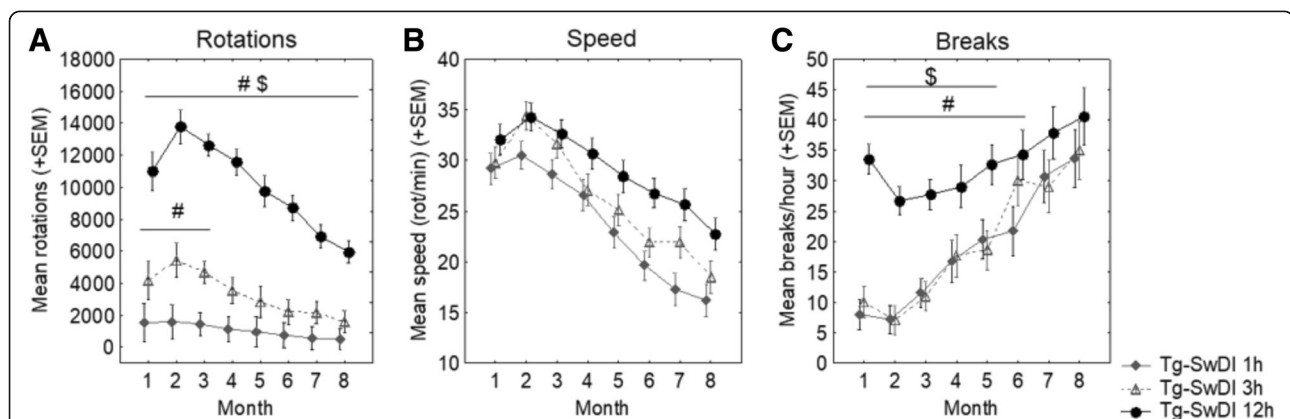 A Rotations
Mean rotations (+SEM)
18000
16000
14000
12000
10000
8000
6000
4000
2000
0
# $
#
1 2 3 4 5 6 7 8
Month
B Speed
Mean speed (rot/min) (+SEM)
40
35
30
25
20
15
10
1 2 3 4 5 6 7 8
Month
C Breaks
Mean breaks/hour (+SEM)
50
45
40
35
30
25
20
15
10
5
0
$
#
1 2 3 4 5 6 7 8
Month
Tg-SwDI 1h
Tg-SwDI 3h
Tg-SwDI 12h